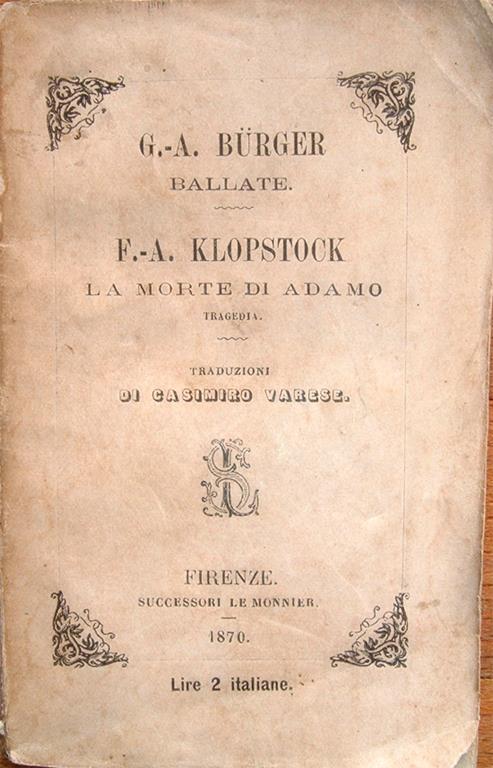 G.-A. BÜRGER
BALLATE.
F.-A. KLOPSTOCK
LA MORTE DI ADAMO
TRAGEDIA.
TRADUZIONI
DI CASIMIRO VARESE.
FIRENZE.
SUCCESSORI LE MONNIER.
1870.
Lire 2 italiane.